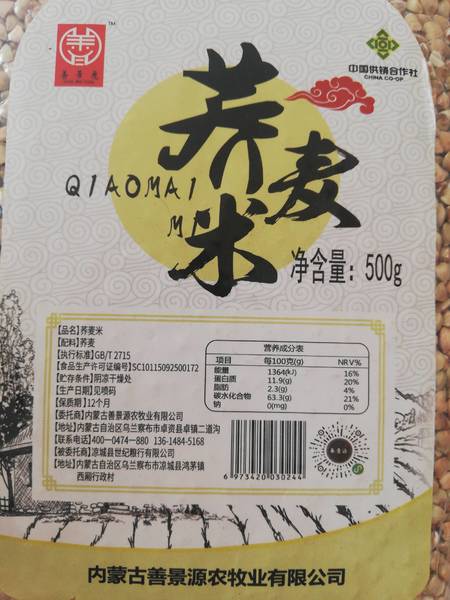 TM
善景源
中国供销合作社
CHINA CO-OP
荞麦米
QIAOMAI
净含量：500g
【品名】荞麦米
【配料】荞麦
【执行标准】GB/T 2715
【食品生产许可证编号】SC10115092500172
【贮存条件】阴凉干燥处
【生产日期】见喷码
【保质期】12个月
【委托商】内蒙古善景源农牧业有限公司
【地址】内蒙古自治区乌兰察布市卓资县卓镇二道沟
【联系电话】400—0474—880 136-1484-5168
【被委托商】凉城县世纪粮行有限公司
【地址】内蒙古自治区乌兰察布市凉城县鸿茅镇
西厢行政村
营养成分表
项目 每100克(g) NRV%
能量 1364(kJ) 16%
蛋白质 11.9(g) 20%
脂肪 2.3(g) 4%
碳水化合物 63.3(g) 21%
钠 0(mg) 0%
6 973420 030244
内蒙古善景源农牧业有限公司